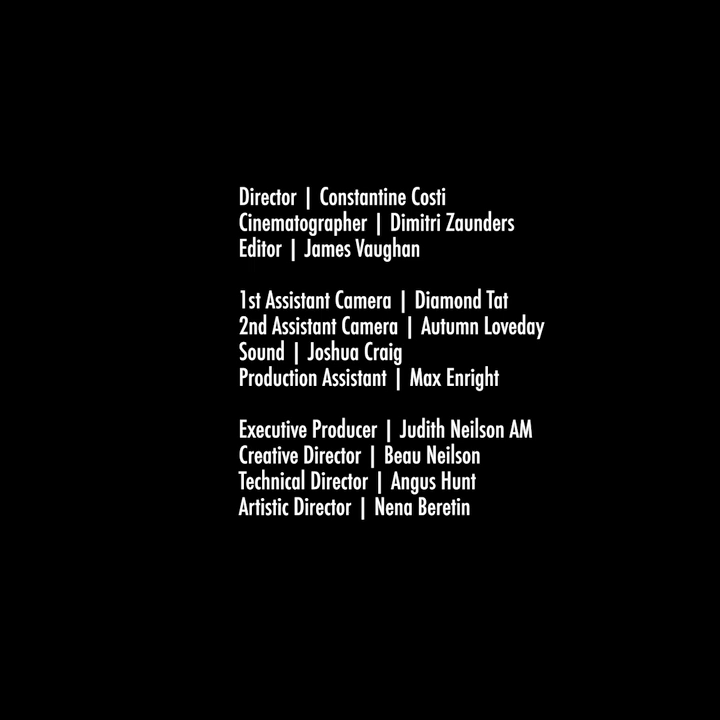 Director | Constantine Costi
Cinematographer | Dimitri Zaunders
Editor | James Vaughan
1st Assistant Camera | Diamond Tat
2nd Assistant Camera | Autumn Loveday
Sound | Joshua Craig
Production Assistant | Max Enright
Executive Producer | Judith Neilson AM
Creative Director | Beau Neilson
Technical Director | Angus Hunt
Artistic Director | Nena Beretin